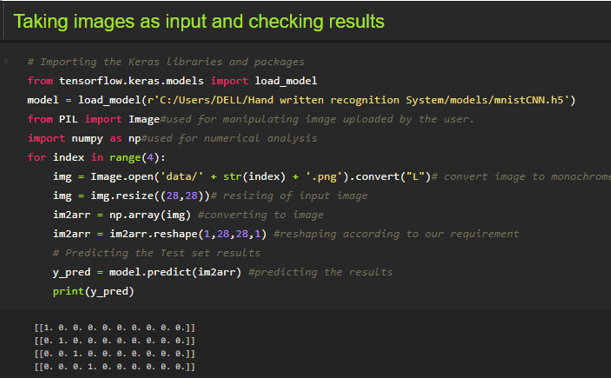 Taking images as input and checking results
# Importing the Keras libraries and packages
from tensorflow.keras.models import load_model
model = load_model(r'C:/Users/DELL/Hand written recognition System/models/mnistCNN.h5')
from PIL import Image#used for manipulating image uploaded by the user.
import numpy as np#used for numerical analysis
for index in range(4):
    img = Image.open('data/' + str(index) + '.png').convert("L")# convert image to monochrome
    img = img.resize((28,28))# resizing of input image
    im2arr = np.array(img) #converting to image
    im2arr = im2arr.reshape(1,28,28,1) #reshaping according to our requirement
    # Predicting the Test set results
    y_pred = model.predict(im2arr) #predicting the results
    print(y_pred)
[[1. 0. 0. 0. 0. 0. 0. 0. 0. 0.]]
[[0. 1. 0. 0. 0. 0. 0. 0. 0. 0.]]
[[0. 0. 1. 0. 0. 0. 0. 0. 0. 0.]]
[[0. 0. 0. 1. 0. 0. 0. 0. 0. 0.]]